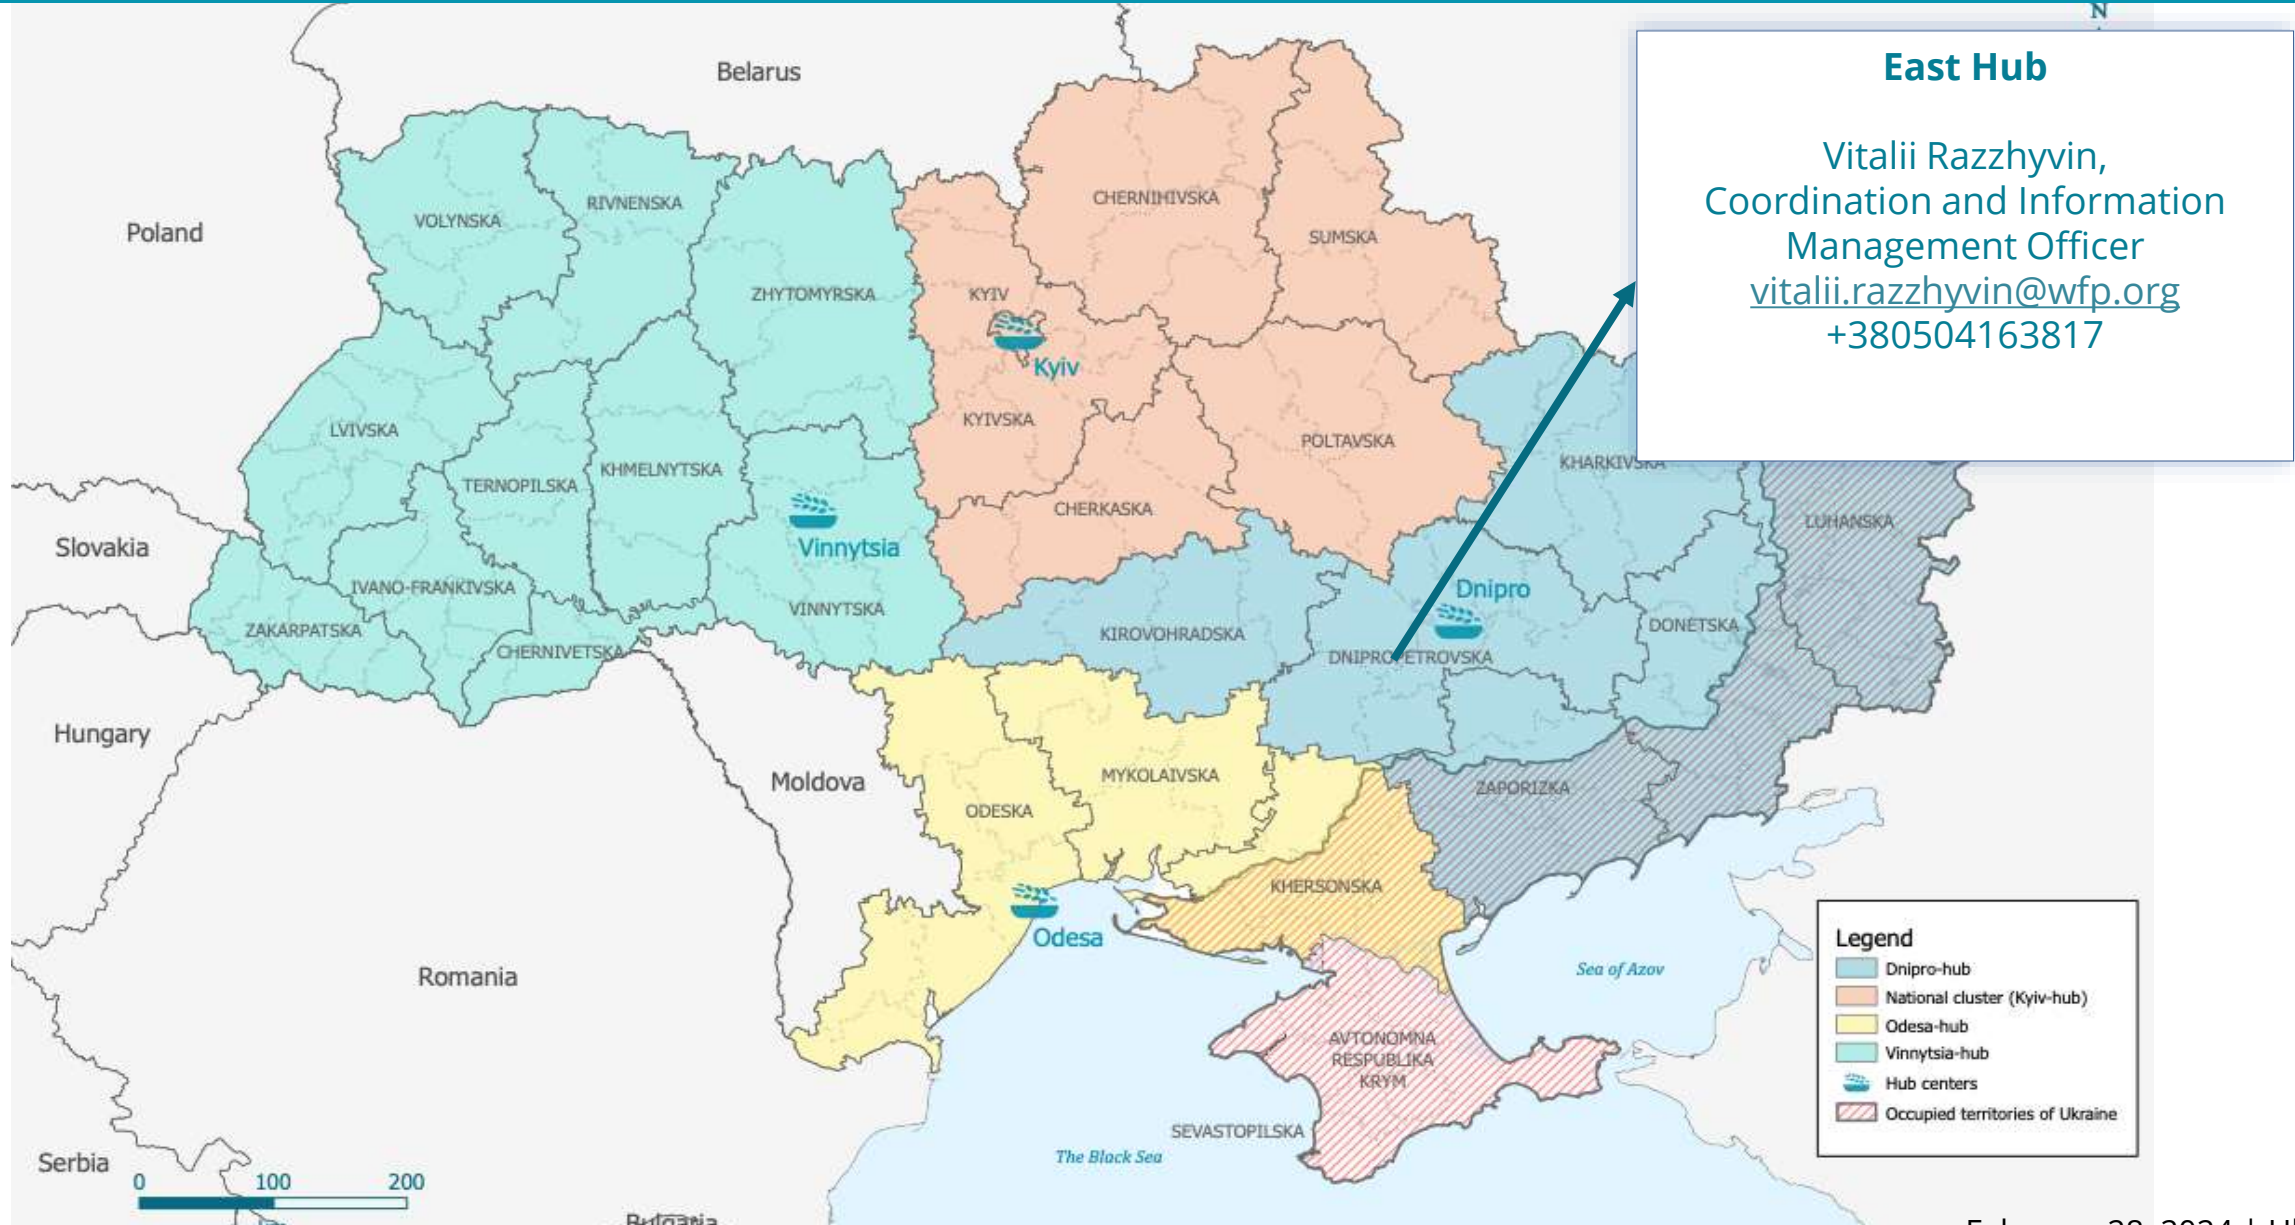 N
East Hub
Vitalii Razzhyvin,
Coordination and Information
Management Officer
vitalii.razzhyvin@wfp.org
+380504163817
Belarus
Poland
VOLYNSKA
RIVNENSKA
ZHYTOMYRSKA
CHERNIHIVSKA
SUMSKA
KYIV
Kyiv
KYIVSKA
LVIVSKA
TERNOPILSKA
KHMELNYTSKA
POLTAVSKA
KHARKIVSKA
CHERKASKA
LUHANSKA
Vinnytsia
Slovakia
IVANO-FRANKIVSKA
VINNYTSKA
ZAKARPATSKA
CHERNIVETSKA
KIROVOHRADSKA
Dnipro
DNIPROPETROVSKA
DONETSKA
Hungary
Moldova
MYKOLAIVSKA
ODESKA
ZAPORIZKA
KHERSONSKA
Odesa
Romania
Sea of Azov
AVTONOMNA
RESPUBLIKA
KRYM
SEVASTOPILSKA
The Black Sea
Serbia
Legend
Dnipro-hub
National cluster (Kyiv-hub)
Odesa-hub
Vinnytsia-hub
Hub centers
Occupied territories of Ukraine
0 100 200
Bulgaria